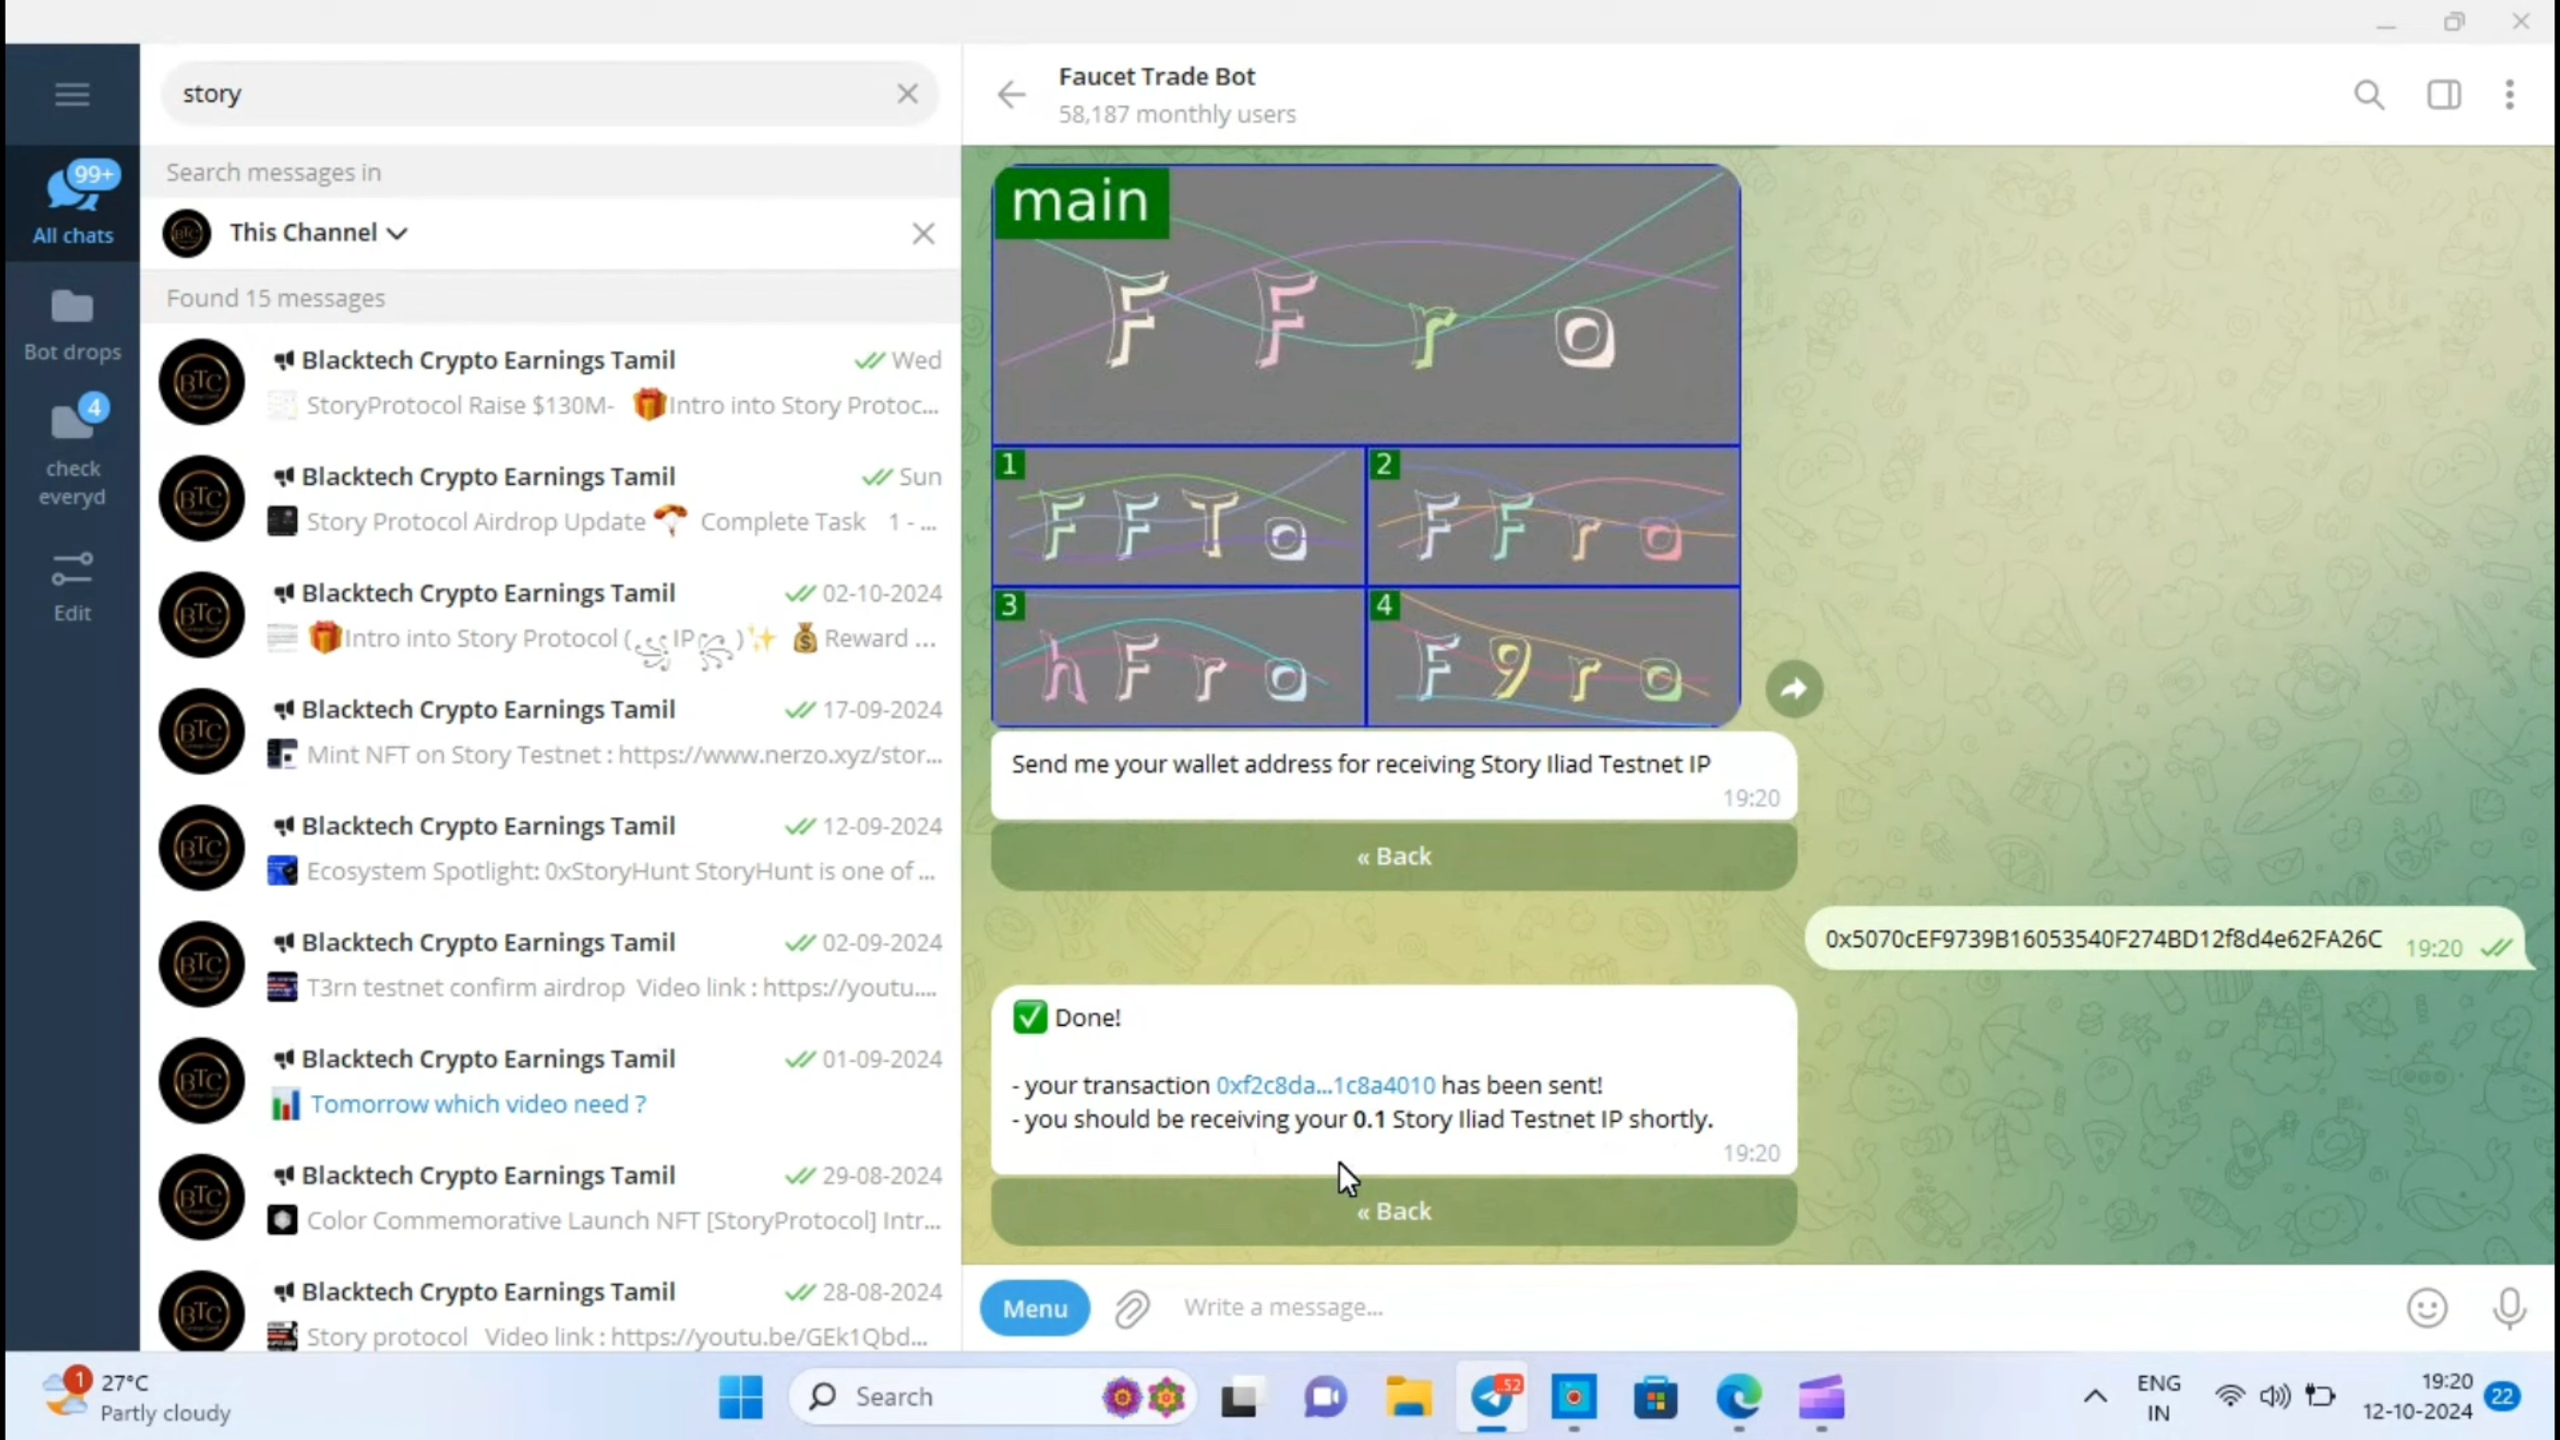 story
Search messages in
This Channel
Found 15 messages
Blacktech Crypto Earnings Tamil Wed
StoryProtocol Raise $130M- 🎁Intro into Story Protoc...
Blacktech Crypto Earnings Tamil Sun
Story Protocol Airdrop Update 🪂 Complete Task 1 - ...
Blacktech Crypto Earnings Tamil 02-10-2024
🎁Intro into Story Protocol (꧁IP꧂)✨ 💰Reward ...
Blacktech Crypto Earnings Tamil 17-09-2024
Mint NFT on Story Testnet : https://www.nerzo.xyz/stor...
Blacktech Crypto Earnings Tamil 12-09-2024
Ecosystem Spotlight: 0xStoryHunt StoryHunt is one of ...
Blacktech Crypto Earnings Tamil 02-09-2024
T3rn testnet confirm airdrop Video link : https://youtu....
Blacktech Crypto Earnings Tamil 01-09-2024
📊 Tomorrow which video need ?
Blacktech Crypto Earnings Tamil 29-08-2024
Color Commemorative Launch NFT [StoryProtocol] Intr...
Blacktech Crypto Earnings Tamil 28-08-2024
Story protocol Video link : https://youtu.be/GEk1Qbd...
99+
All chats
Bot drops
4
check
everyd
Edit
BTC
Faucet Trade Bot
58,187 monthly users
main
F F r o
1 F F T o
2 F F r o
3 h F r o
4 F 9 r o
Send me your wallet address for receiving Story Iliad Testnet IP
19:20
« Back
0x5070cEF9739B16053540F274BD12f8d4e62FA26C 19:20
✅ Done!
- your transaction 0xf2c8da...1c8a4010 has been sent!
- you should be receiving your 0.1 Story Iliad Testnet IP shortly.
19:20
« Back
Menu
Write a message...
1
27°C
Partly cloudy
Search
52
ENG
IN
19:20
12-10-2024
22